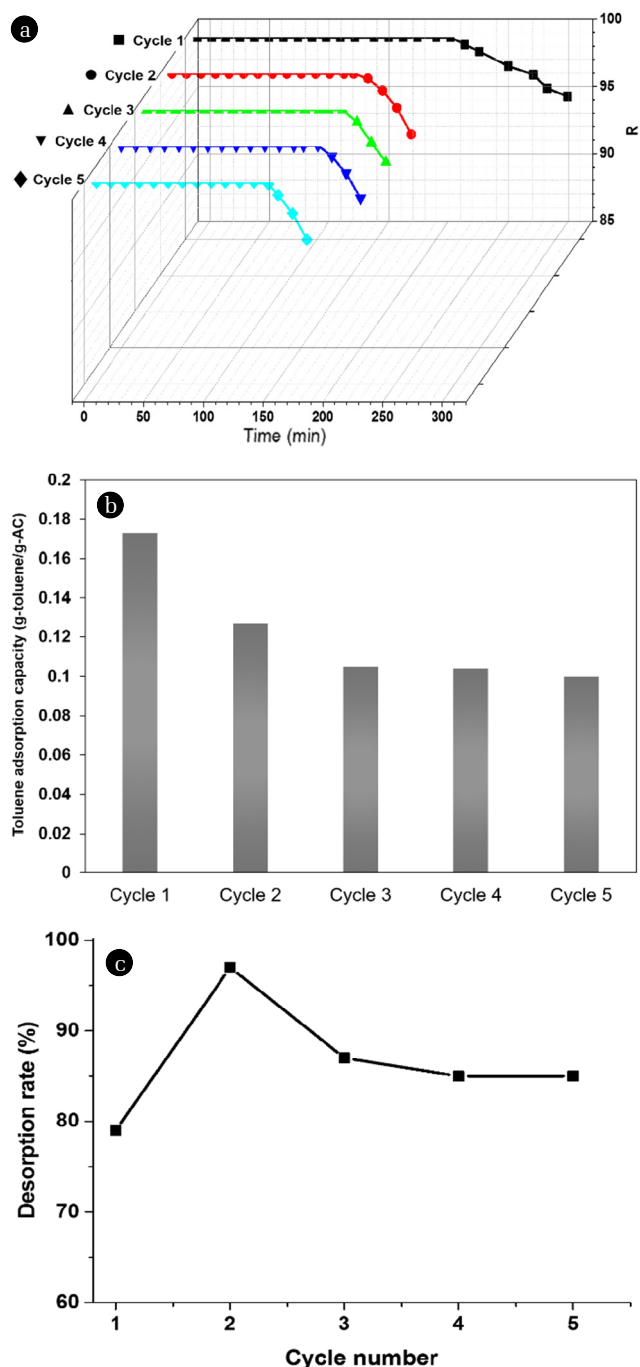 a
Cycle 1
Cycle 2
Cycle 3
Cycle 4
Cycle 5
100
95
90
85
R
0 50 100 150 200 250 300
Time (min)
b
Toluene adsorption capacity (g-toluene/g-AC)
0.2
0.18
0.16
0.14
0.12
0.1
0.08
0.06
0.04
0.02
0
Cycle 1 Cycle 2 Cycle 3 Cycle 4 Cycle 5
c
Desorption rate (%)
100
90
80
70
60
1 2 3 4 5
Cycle number